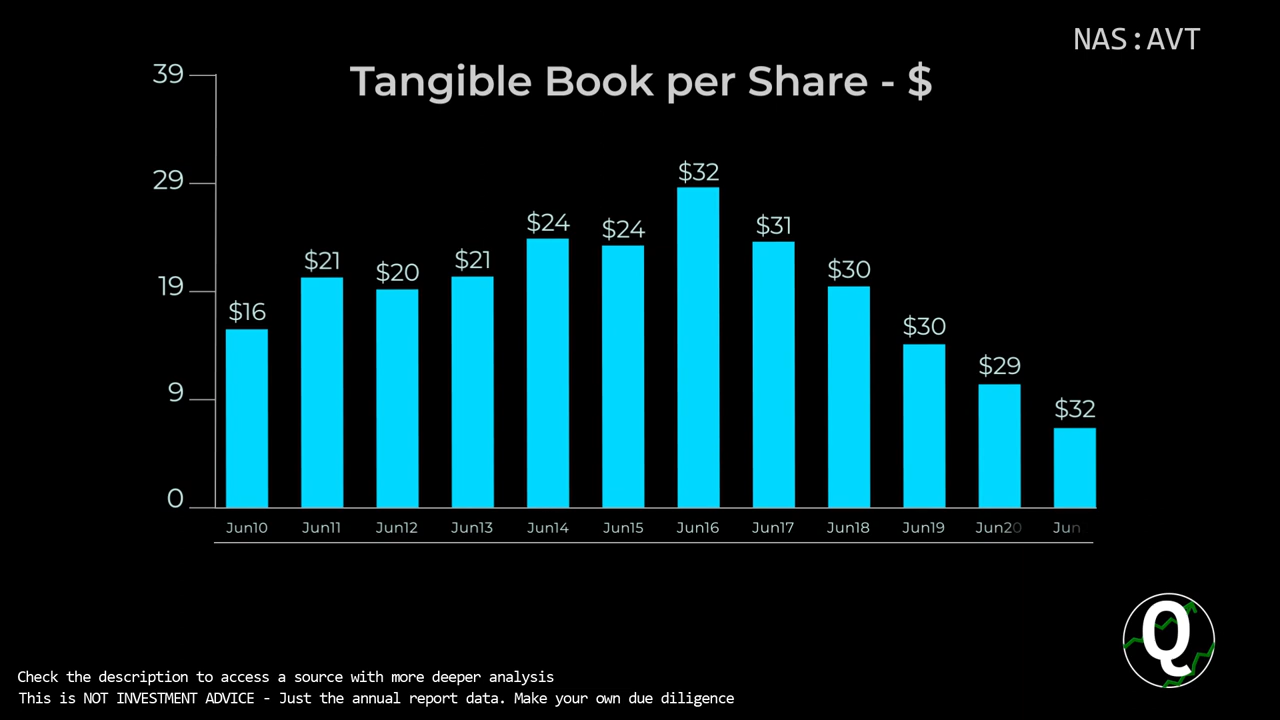 NAS:AVT
Tangible Book per Share - $
39
29
19
9
0
$16
$21
$20
$21
$24
$24
$32
$31
$30
$30
$29
$32
Jun10 Jun11 Jun12 Jun13 Jun14 Jun15 Jun16 Jun17 Jun18 Jun19 Jun20 Jun
Q
Check the description to access a source with more deeper analysis
This is NOT INVESTMENT ADVICE - Just the annual report data. Make your own due diligence